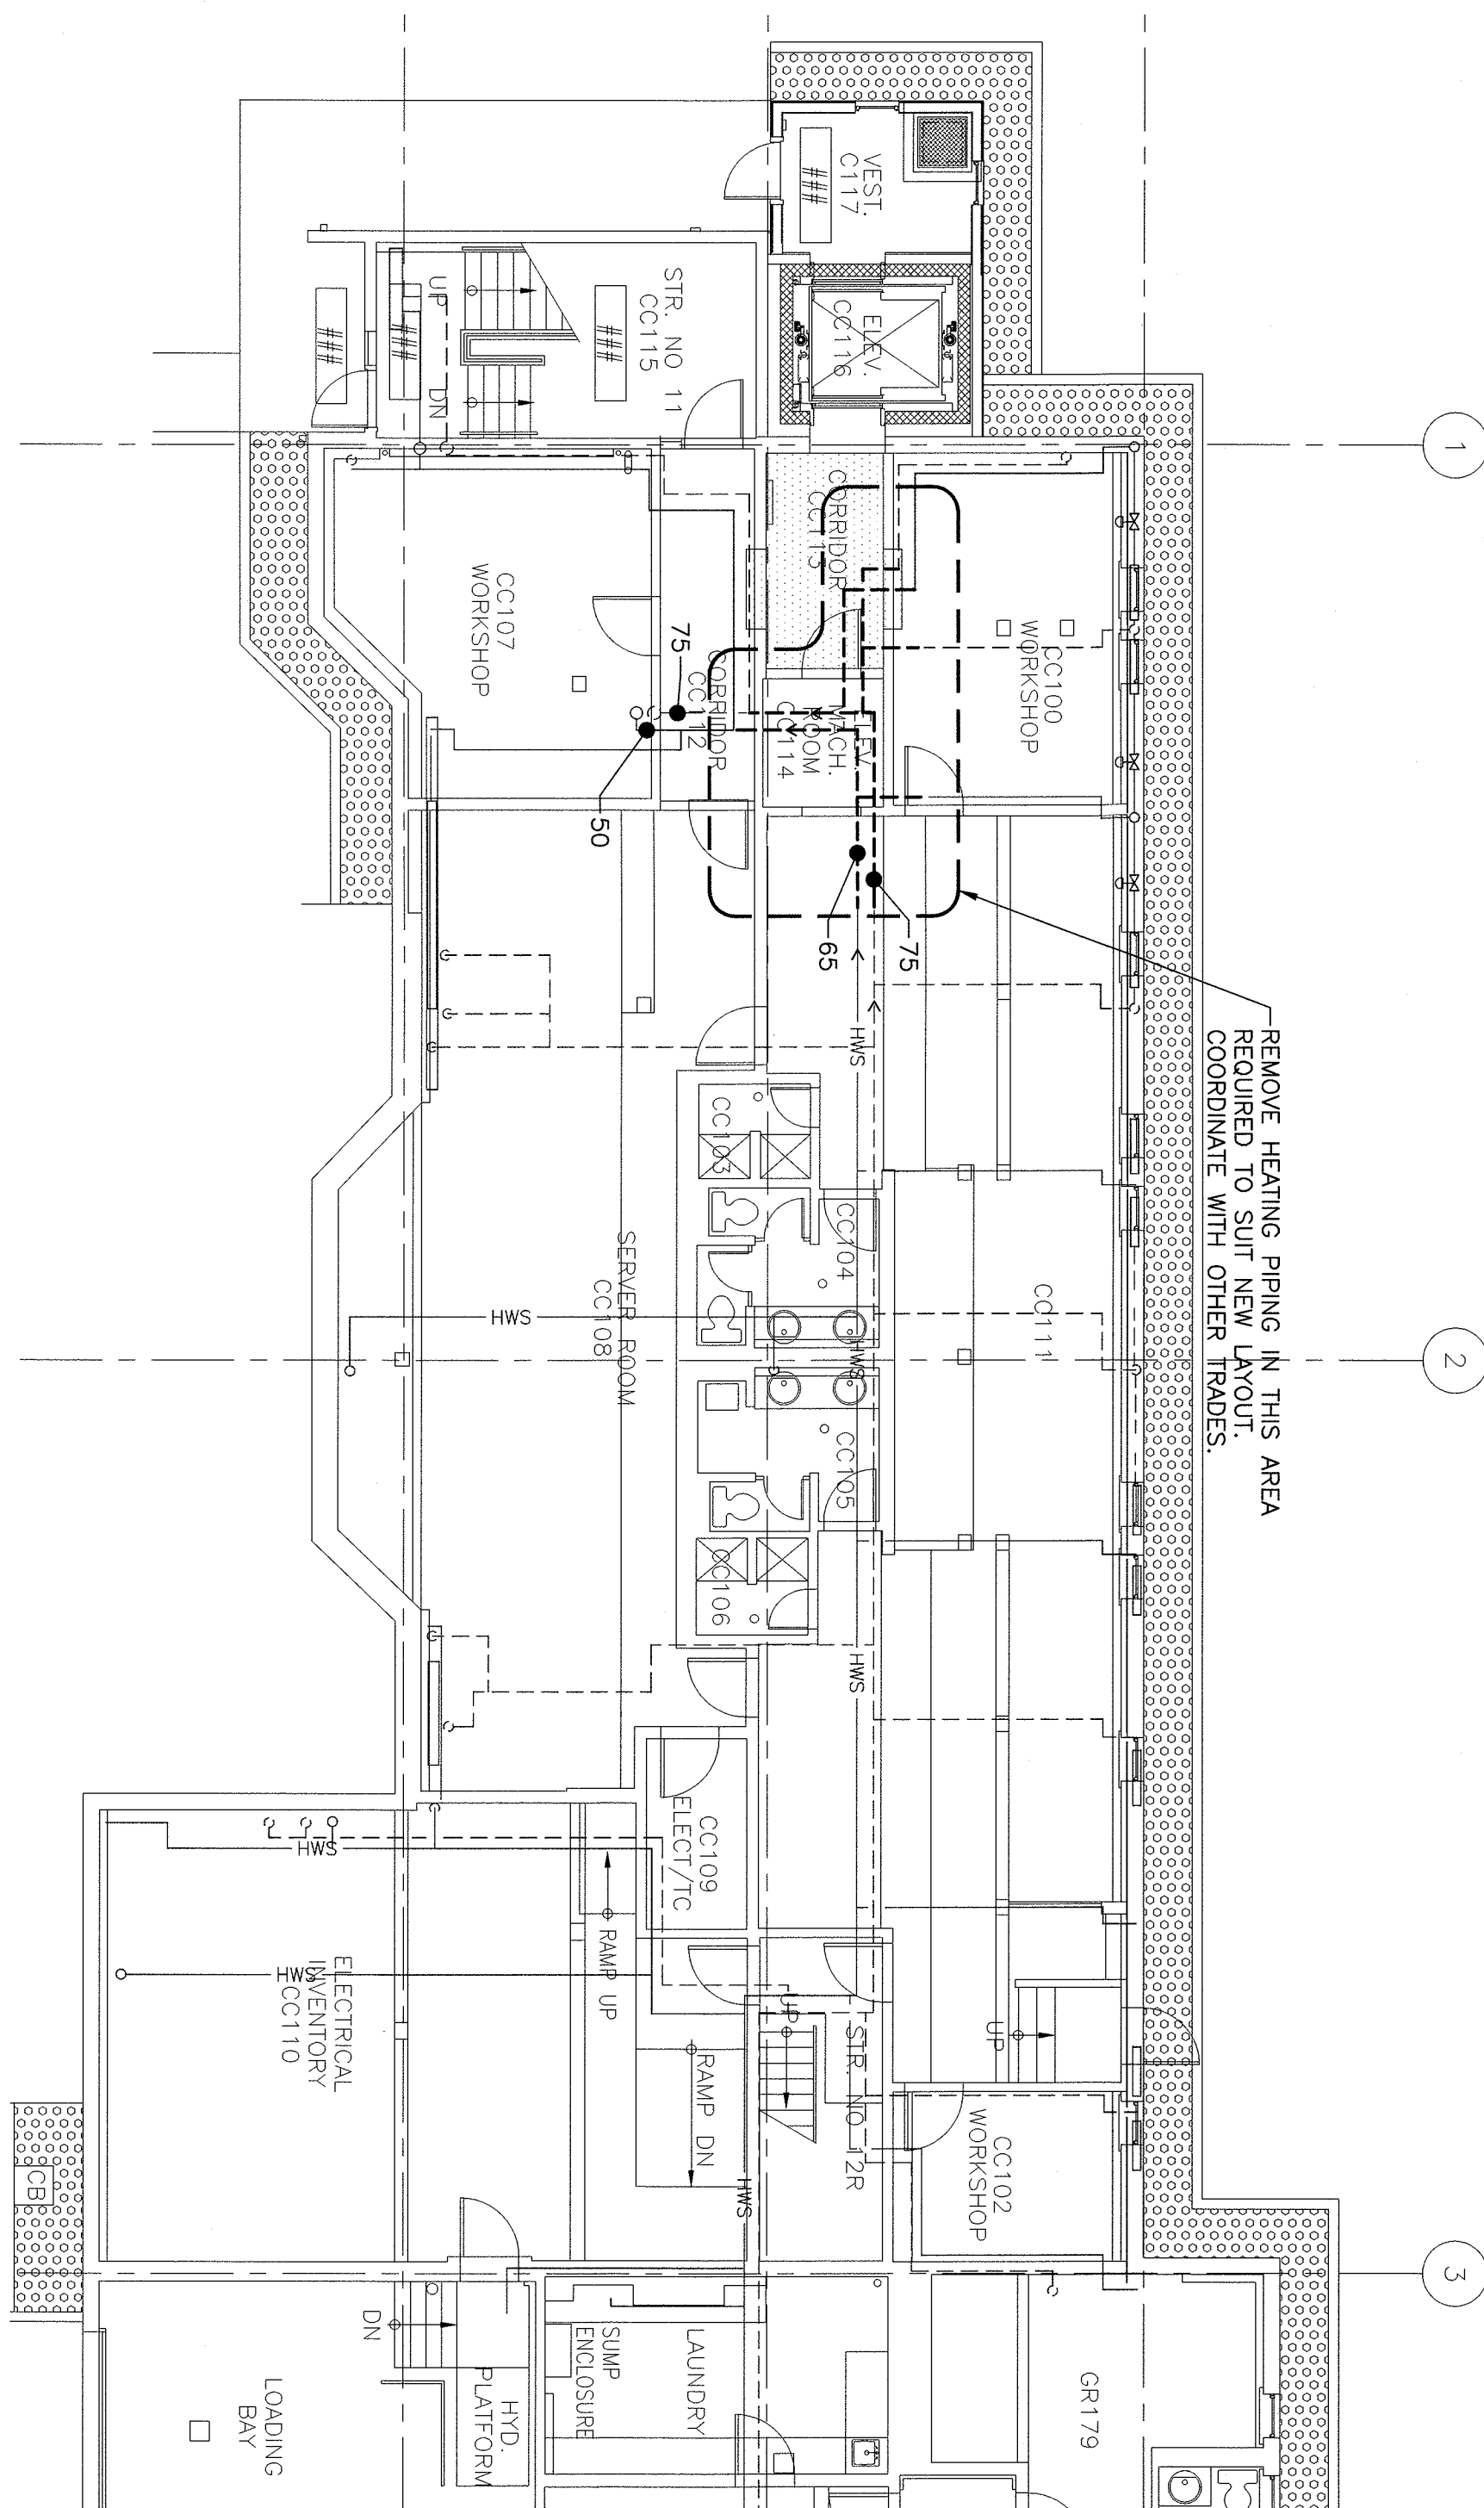 1
2
3
REMOVE HEATING PIPING IN THIS AREA
REQUIRED TO SUIT NEW LAYOUT.
COORDINATE WITH OTHER TRADES.
VEST.
C117
###
ELEV.
CC116
STR. NO 11
CC115
###
UP
###
DN
###
CORRIDOR
CC113
CC100
WORKSHOP
CC107
WORKSHOP
CORRIDOR
CC112
ELEV.
MACH.
ROOM
CC114
75
50
65
75
HWS
CC103
CC104
CC111
SERVER ROOM
CC108
HWS
HWS
CC105
CC106
HWS
CC109
ELECT/TC
HWS
RAMP UP
HWS
ELECTRICAL
INVENTORY
CC110
UP
STR. NO 12R
UP
RAMP DN
HWS
CC102
WORKSHOP
CB
DN
HYD.
PLATFORM
SUMP
ENCLOSURE
LAUNDRY
GR179
LOADING
BAY